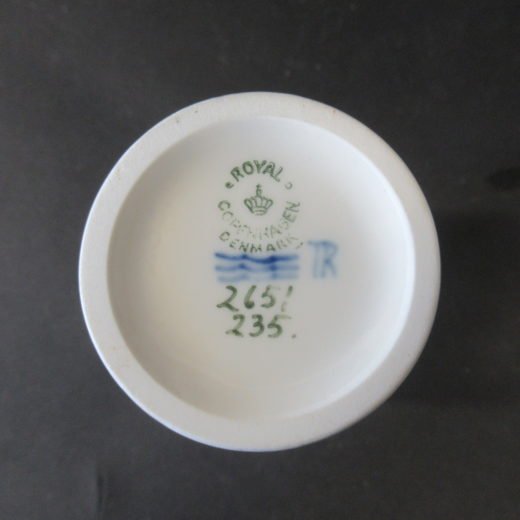 ROYAL
COPENHAGEN
DENMARK
TR
2651
235.